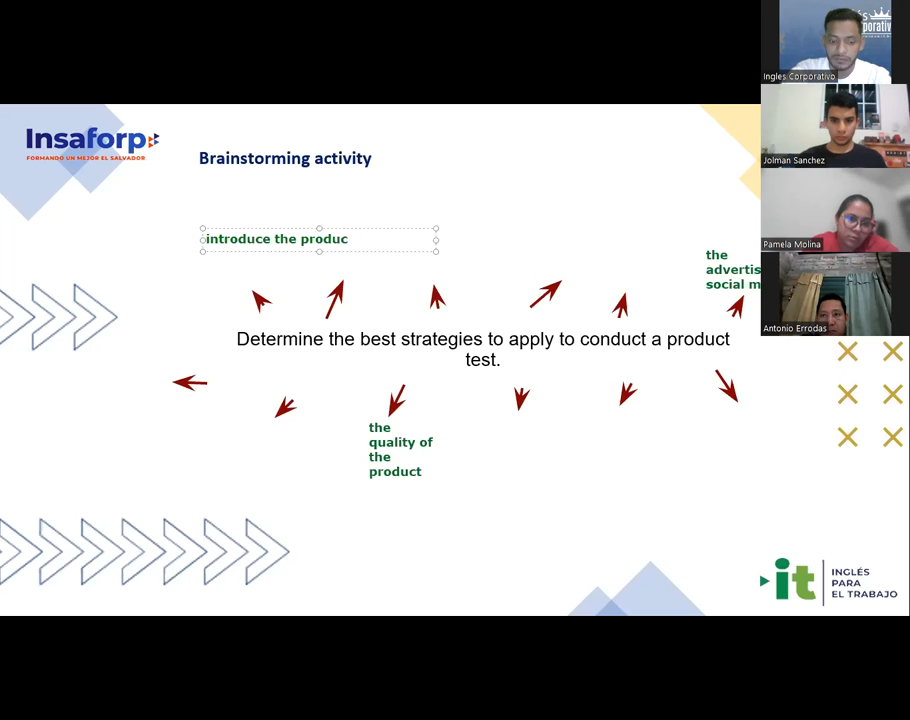 Insaforp
FORMANDO UN MEJOR EL SALVADOR
Brainstorming activity
introduce the produc
the
advertis
social m
Determine the best strategies to apply to conduct a product
test.
the
quality of
the
product
it
INGLÉS
PARA
EL TRABAJO
Ingles Corporativo
Jolman Sanchez
Pamela Molina
Antonio Errodas